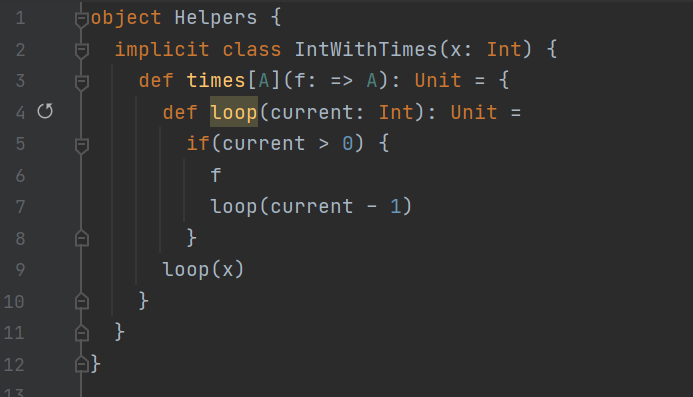 1 object Helpers {
2 implicit class IntWithTimes(x: Int) {
3 def times[A](f: => A): Unit = {
4 def loop(current: Int): Unit =
5 if(current > 0) {
6 f
7 loop(current - 1)
8 }
9 loop(x)
10 }
11 }
12 }
13